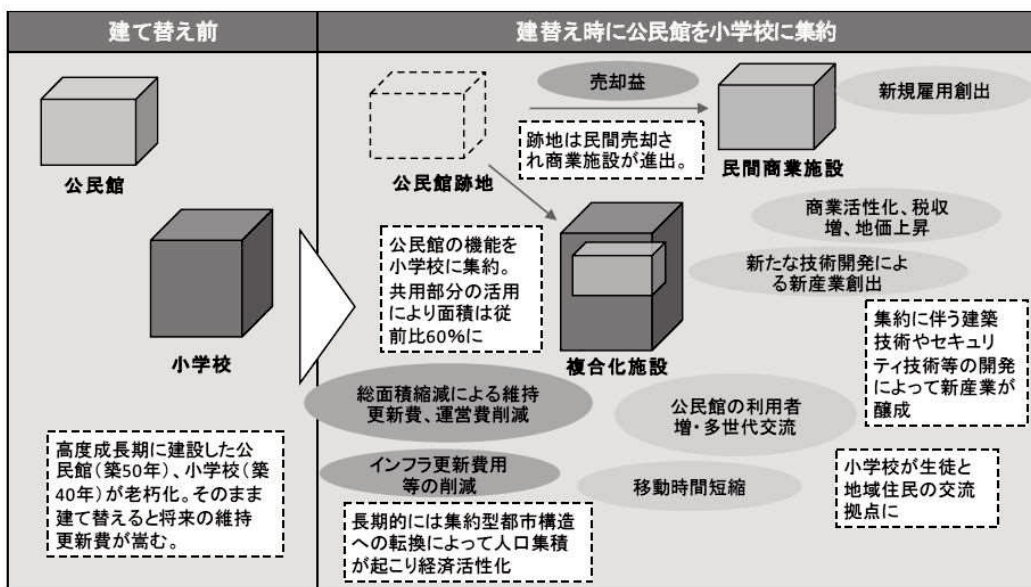 建て替え前
建替え時に公民館を小学校に集約
公民館
小学校
高度成長期に建設した公
民館(築50年)、小学校(築
40年)が老朽化。そのまま
建て替えると将来の維持
更新費が嵩む。
公民館跡地
売却益
跡地は民間売却さ
れ商業施設が進出。
民間商業施設
新規雇用創出
商業活性化、税収
増、地価上昇
新たな技術開発によ
る新産業創出
公民館の機能を
小学校に集約。
共用部分の活用
により面積は従
前比60%に
複合化施設
集約に伴う建築
技術やセキュリ
ティ技術等の開発
によって新産業が
醸成
総面積縮減による維持
更新費、運営費削減
公民館の利用者
増・多世代交流
インフラ更新費用
等の削減
移動時間短縮
小学校が生徒と
地域住民の交流
拠点に
長期的には集約型都市構造
への転換によって人口集積
が起こり経済活性化